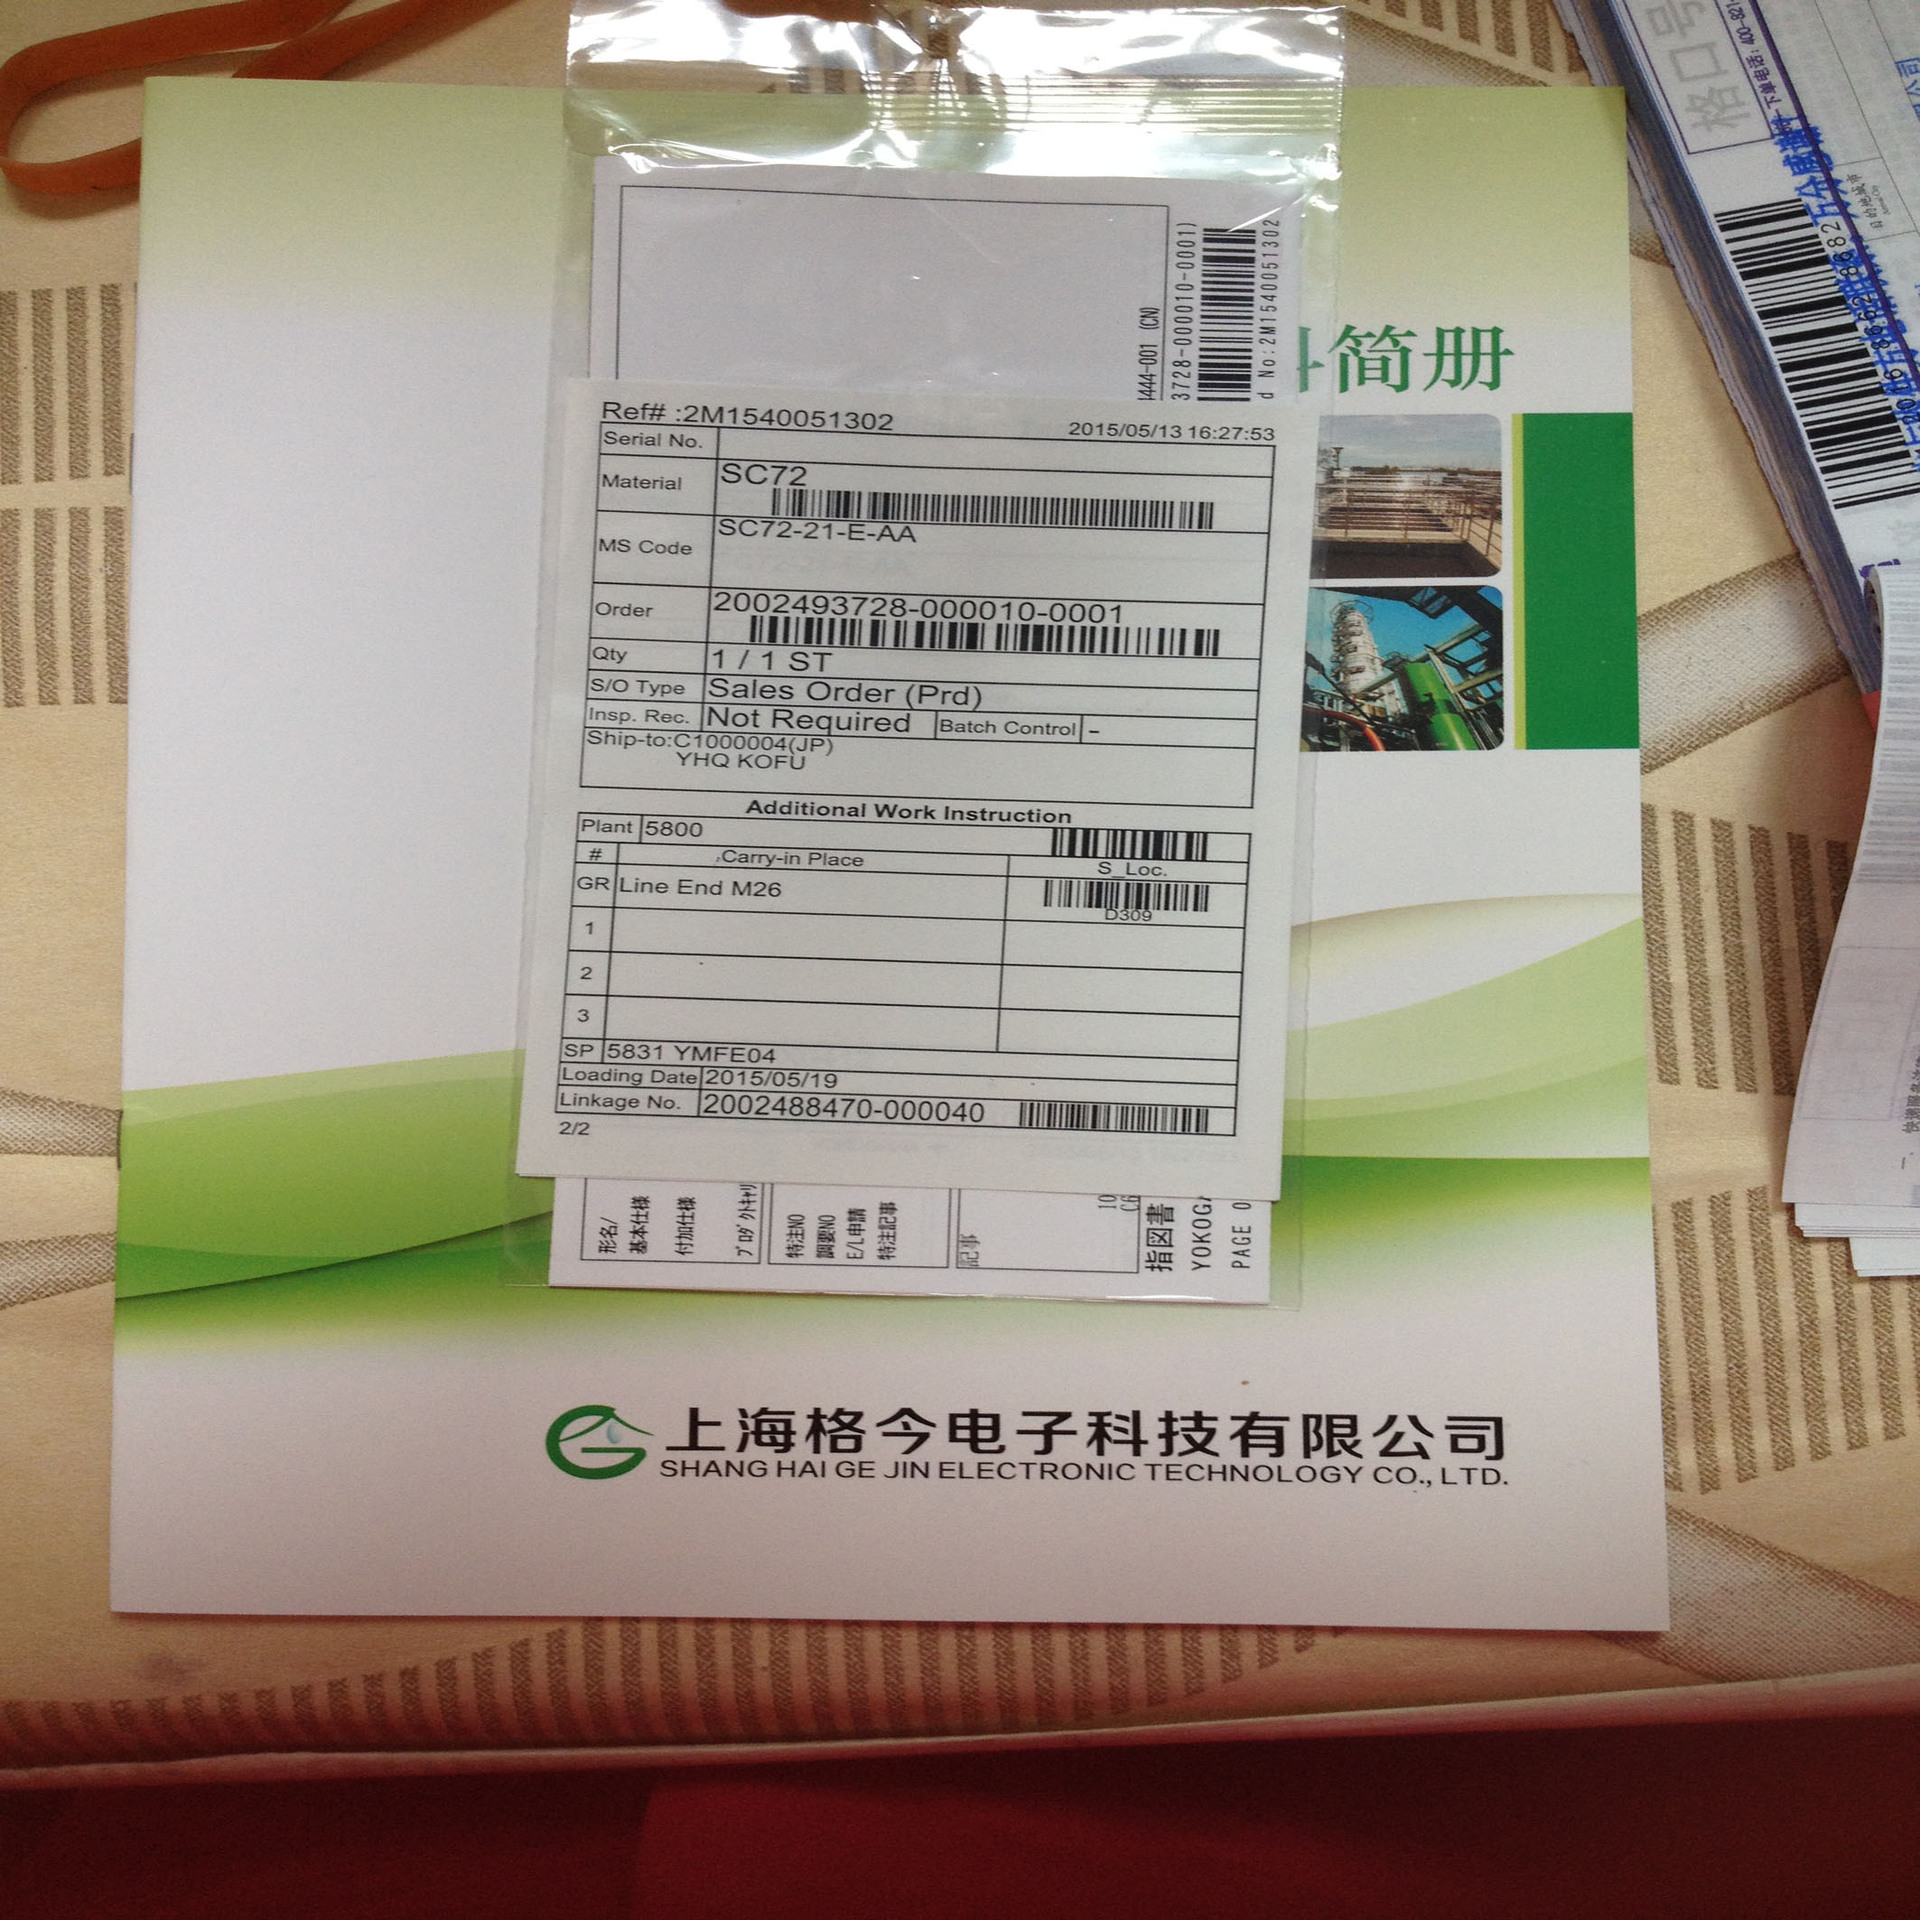 1444-001 (CN)
3728-000010-0001)
d No:2M1540051302
简册
Ref# :2M1540051302
2015/05/13 16:27:53
Serial No.
Material SC72
MS Code SC72-21-E-AA
Order 2002493728-000010-0001
Qty 1 / 1 ST
S/O Type Sales Order (Prd)
Insp. Rec. Not Required Batch Control -
Ship-to:C1000004(JP)
YHQ KOFU
Additional Work Instruction
Plant 5800
# Carry-in Place S_Loc.
GR Line End M26 D309
1
2
3
SP 5831 YMFE04
Loading Date 2015/05/19
Linkage No. 2002488470-000040
2/2
形名/
基本仕様
付加仕様
特注NO
調要NO
E/L申請
特注記事
記事
指図書
YOKOG
PAGE 0
上海格今电子科技有限公司
SHANG HAI GE JIN ELECTRONIC TECHNOLOGY CO., LTD.